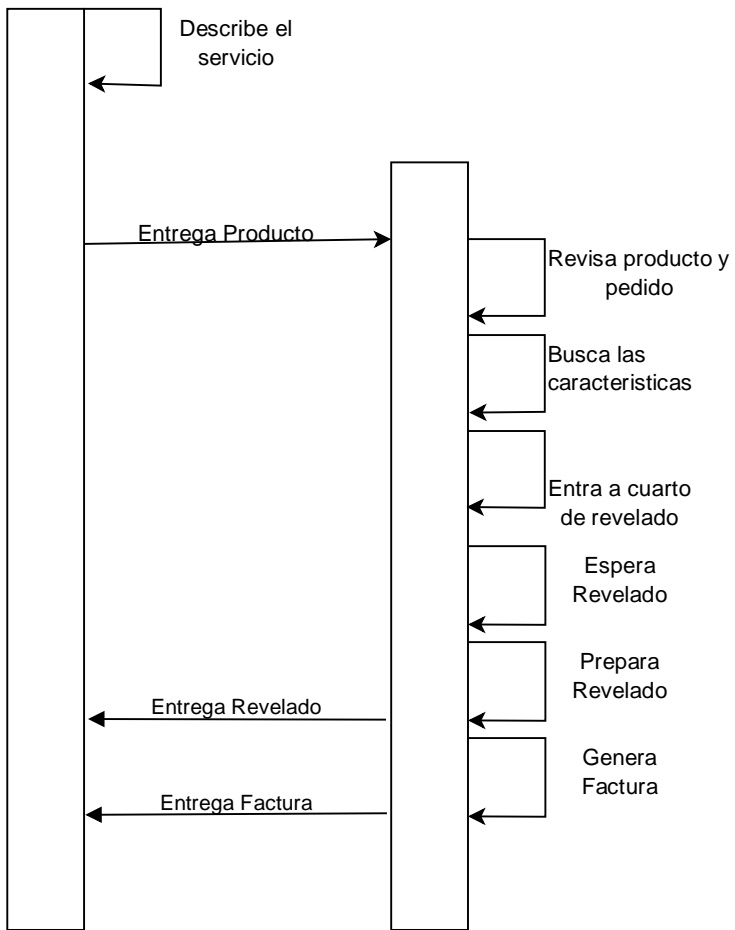 Describe el
servicio
Entrega Producto
Revisa producto y
pedido
Busca las
caracteristicas
Entra a cuarto
de revelado
Espera
Revelado
Prepara
Revelado
Entrega Revelado
Genera
Factura
Entrega Factura